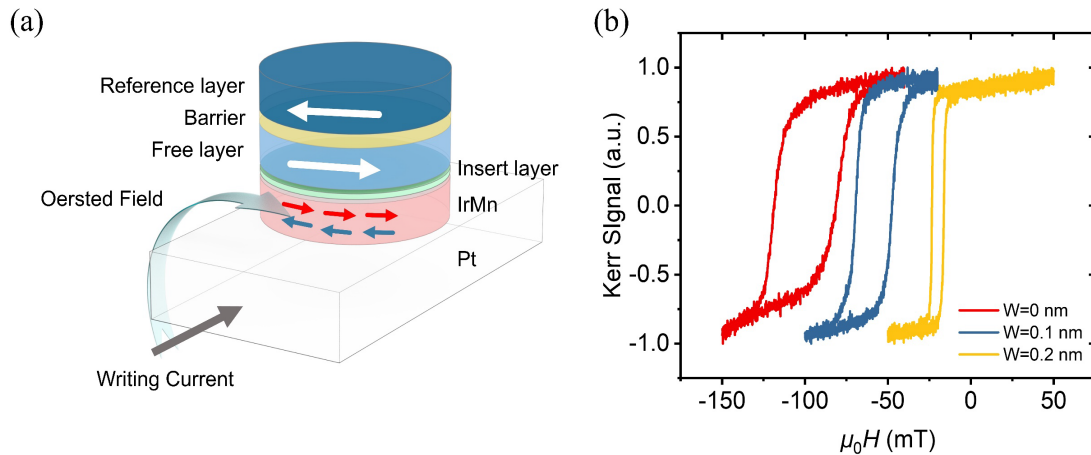 (a)
Reference layer
Barrier
Free layer
Insert layer
Oersted Field
IrMn
Pt
Writing Current
(b)
Kerr SIgnal (a.u.)
1.0
0.5
0.0
-0.5
-1.0
W=0 nm
W=0.1 nm
W=0.2 nm
-150
-100
-50
0
50
μ₀H (mT)